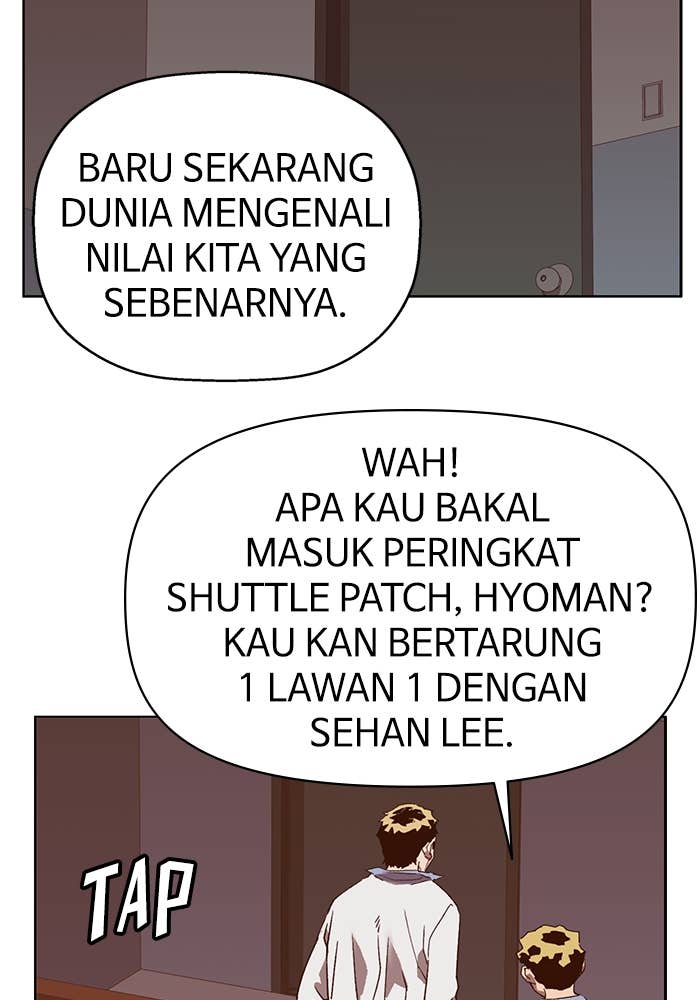 BARU SEKARANG
DUNIA MENGENALI
NILAI KITA YANG
SEBENARNYA.
WAH!
APA KAU BAKAL
MASUK PERINGKAT
SHUTTLE PATCH, HYOMAN?
KAU KAN BERTARUNG
1 LAWAN 1 DENGAN
SEHAN LEE.
TAP